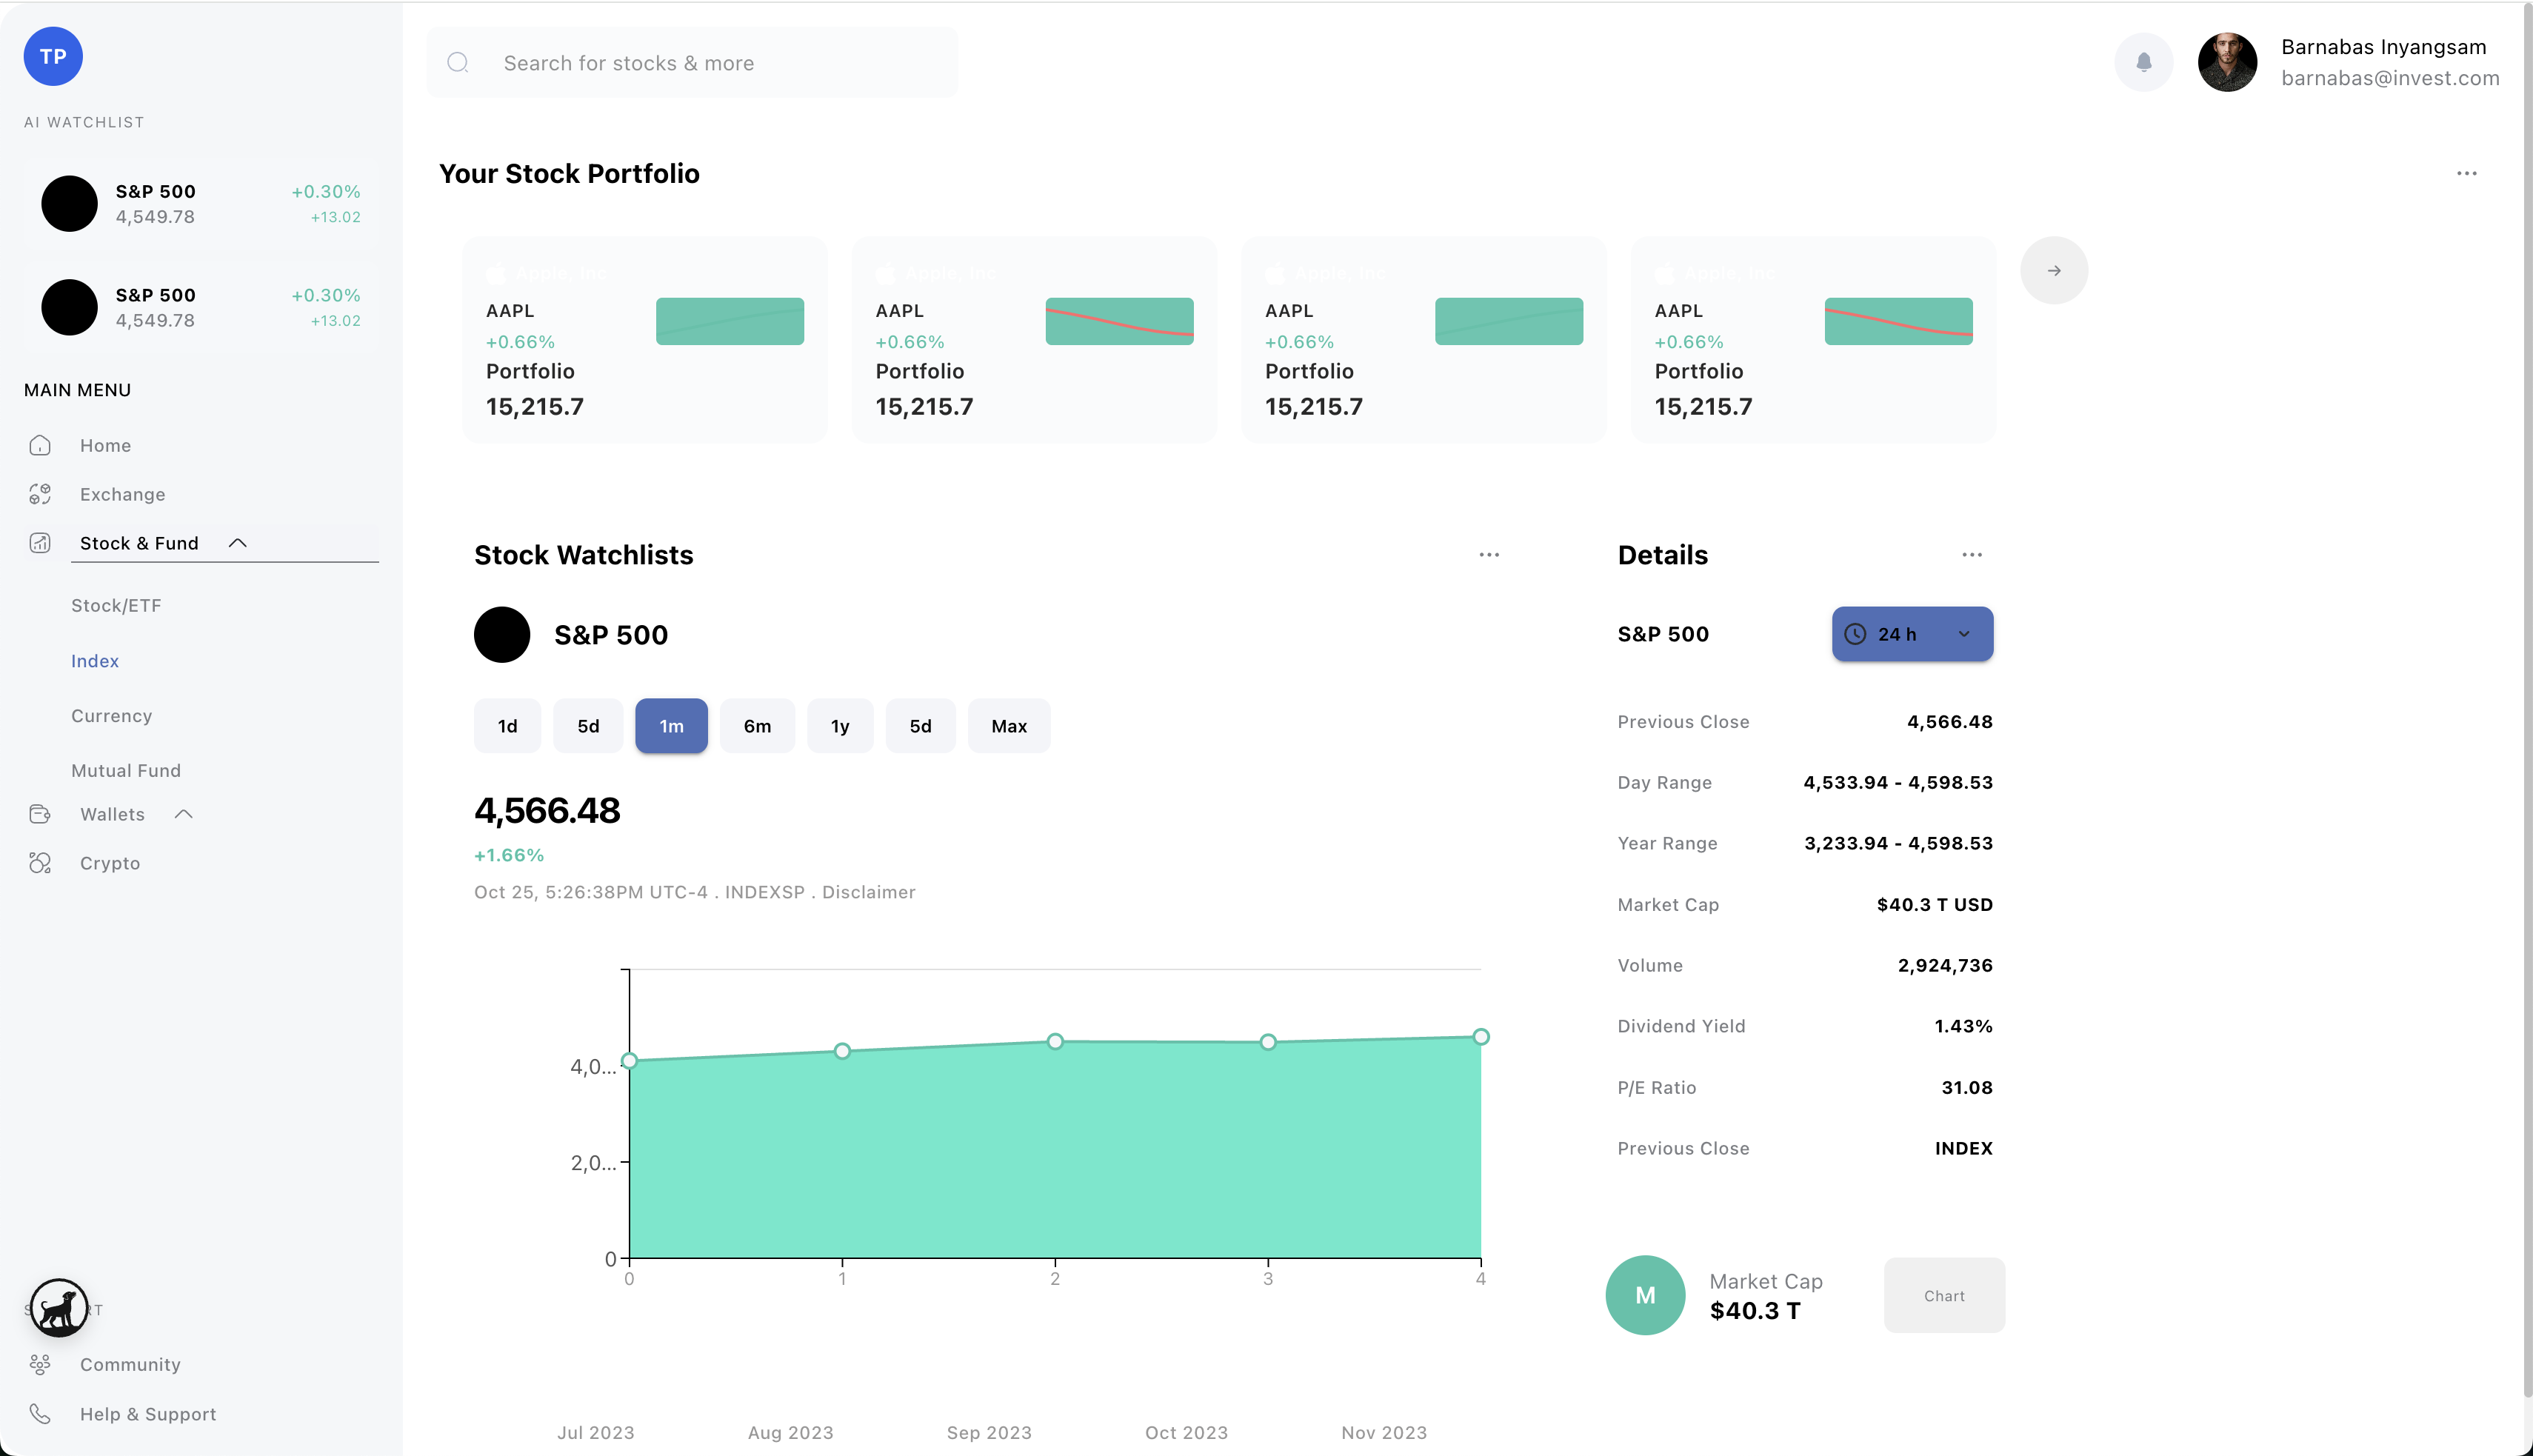 TP
AI WATCHLIST
S&P 500
+0.30%
4,549.78
+13.02
S&P 500
+0.30%
4,549.78
+13.02
MAIN MENU
Home
Exchange
Stock & Fund
Stock/ETF
Index
Currency
Mutual Fund
Wallets
Crypto
Community
Help & Support
Search for stocks & more
Barnabas Inyangsam
barnabas@invest.com
Your Stock Portfolio
...
Apple, Inc
AAPL
+0.66%
Portfolio
15,215.7
Apple, Inc
AAPL
+0.66%
Portfolio
15,215.7
Apple, Inc
AAPL
+0.66%
Portfolio
15,215.7
Apple, Inc
AAPL
+0.66%
Portfolio
15,215.7
Stock Watchlists
...
S&P 500
1d 5d 1m 6m 1y 5d Max
4,566.48
+1.66%
Oct 25, 5:26:38PM UTC-4 . INDEXSP . Disclaimer
4,0...
2,0...
0
0 1 2 3 4
Jul 2023 Aug 2023 Sep 2023 Oct 2023 Nov 2023
Details
...
S&P 500
24 h
Previous Close 4,566.48
Day Range 4,533.94 - 4,598.53
Year Range 3,233.94 - 4,598.53
Market Cap $40.3 T USD
Volume 2,924,736
Dividend Yield 1.43%
P/E Ratio 31.08
Previous Close INDEX
M
Market Cap
$40.3 T
Chart